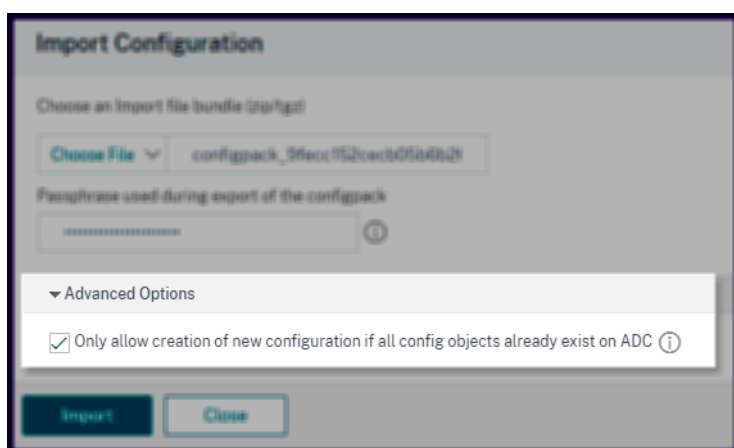 Import Configuration
Choose an Import file bundle (zip/tgz)
Choose File
Passphrase used during export of the configpack
Advanced Options
Only allow creation of new configuration if all config objects already exist on ADC
Import
Close